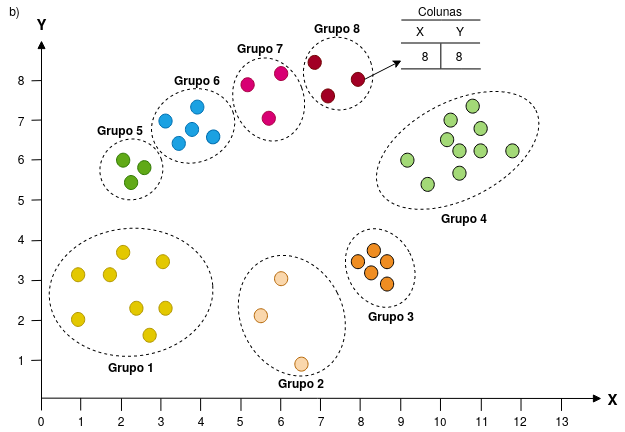 b)
Y
Colunas
X Y
8 8
Grupo 8
Grupo 7
Grupo 6
Grupo 5
Grupo 4
Grupo 3
Grupo 1
Grupo 2
8
7
6
5
4
3
2
1
0 1 2 3 4 5 6 7 8 9 10 11 12 13
X